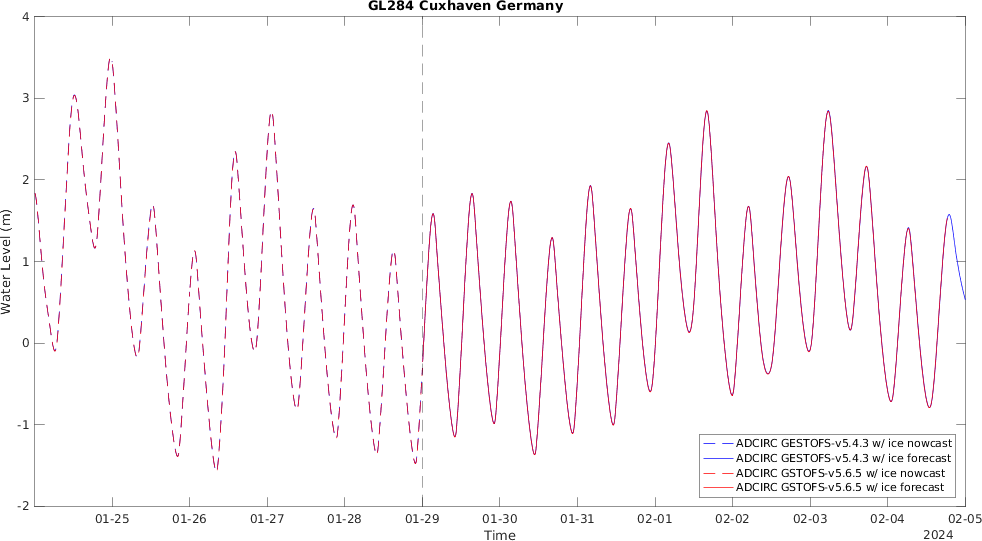 GL284 Cuxhaven Germany
4
3
2
1
0
-1
-2
Water Level (m)
01-25
01-26
01-27
01-28
01-29
01-30
01-31
02-01
02-02
02-03
02-04
02-05
Time
2024
ADCIRC GESTOFS-v5.4.3 w/ ice nowcast
ADCIRC GESTOFS-v5.4.3 w/ ice forecast
ADCIRC GSTOFS-v5.6.5 w/ ice nowcast
ADCIRC GSTOFS-v5.6.5 w/ ice forecast